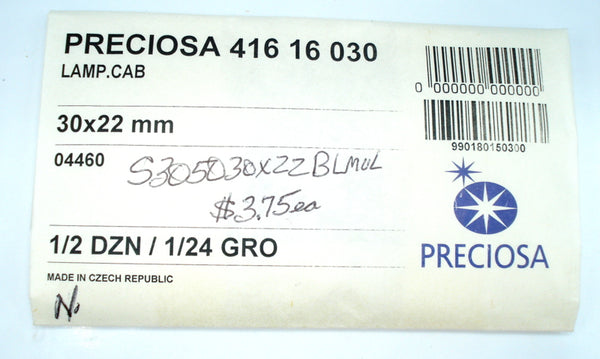 PRECIOSA 416 16 030
LAMP.CAB
0 000000 000000
30x22 mm
990180150300
04460
S305D30x22BLMUL
$3.75ea
1/2 DZN / 1/24 GRO
PRECIOSA
MADE IN CZECH REPUBLIC